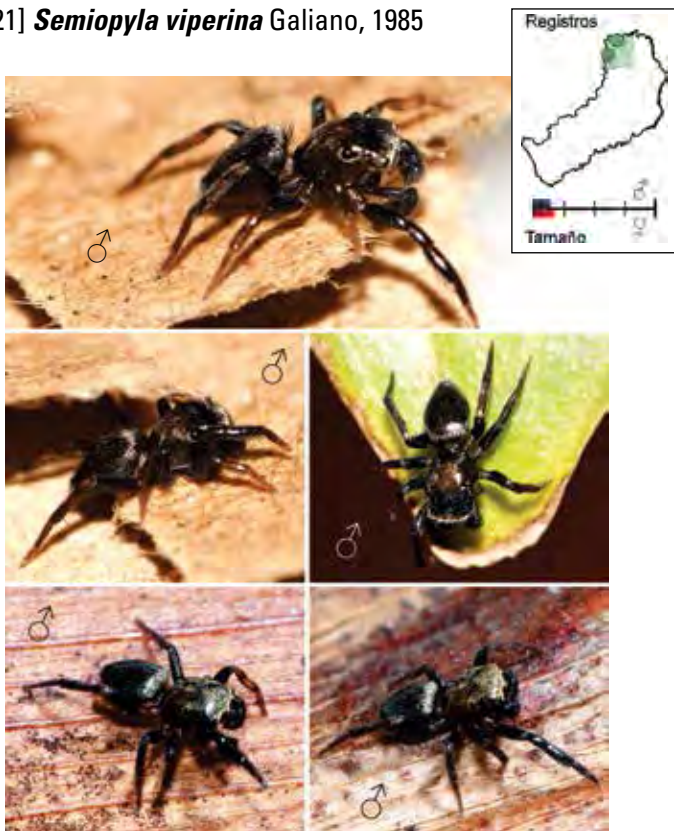 21] Semiopyla viperina Galiano, 1985
Registros
♂
♀
Tamaño
♂
♂
♂
♂
♂